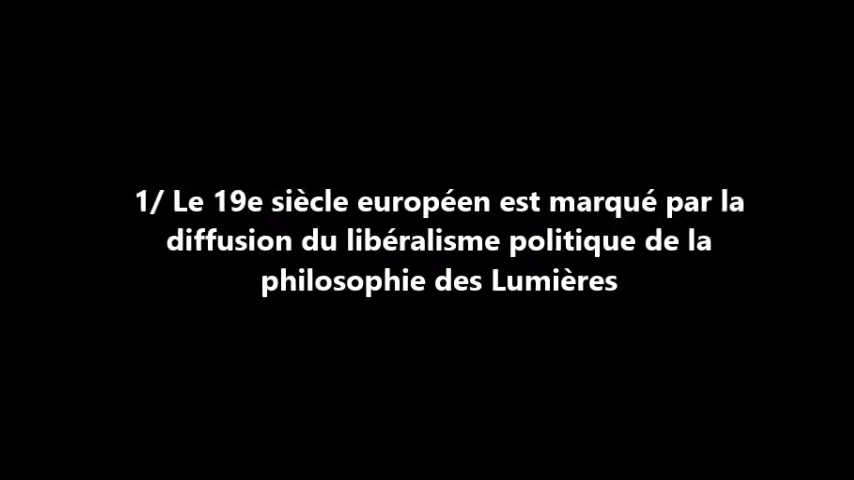 1/ Le 19e siècle européen est marqué par la
diffusion du libéralisme politique de la
philosophie des Lumières